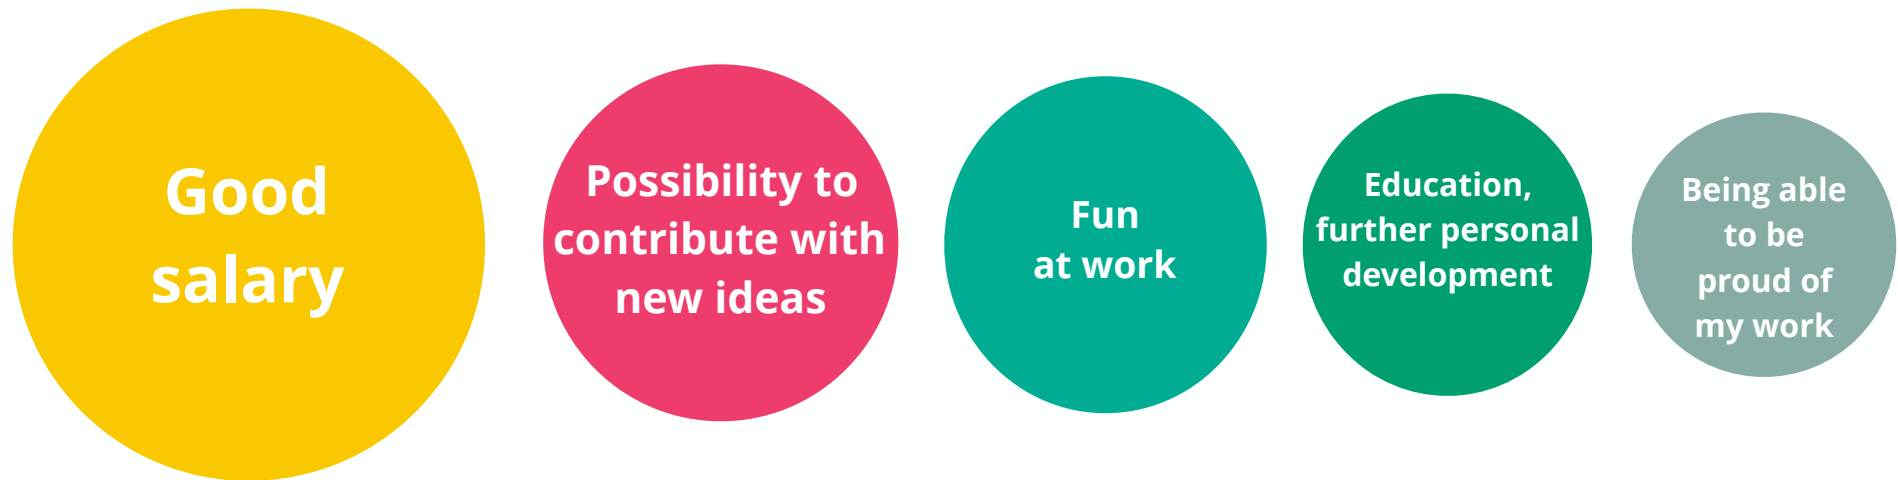 Good
salary
Possibility to
contribute with
new ideas
Fun
at work
Education,
further personal
development
Being able
to be
proud of
my work